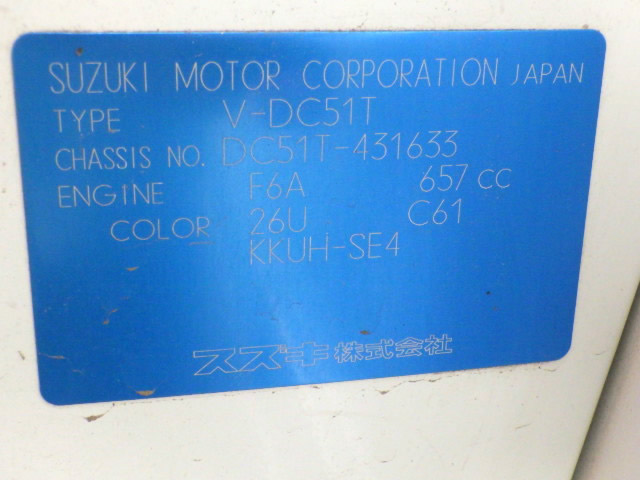 SUZUKI MOTOR CORPORATION JAPAN
TYPE V-DC51T
CHASSIS NO. DC51T-431633
ENGINE F6A 657 CC
COLOR 26U C61
KKUH-SE4
スズキ株式会社